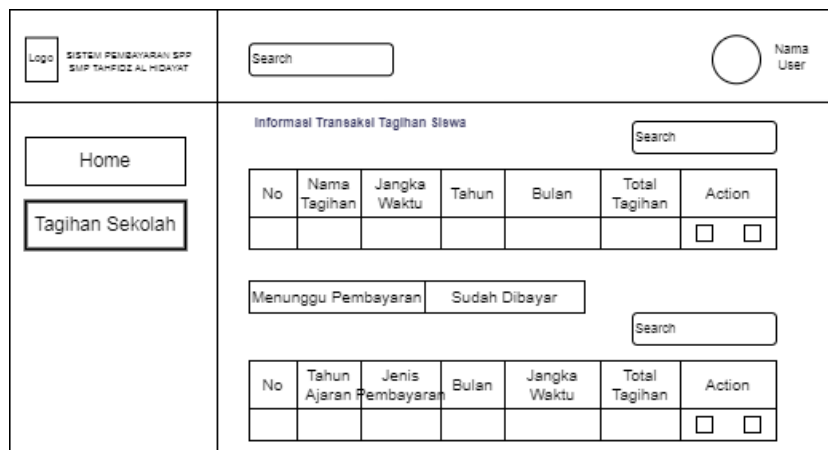 Logo
SISTEM PEMBAYARAN SPP
SMP TAHFIDZ AL HIDAYAT
Search
Nama
User
Home
Tagihan Sekolah
Informasi Transaksi Tagihan Siswa
Search
No
Nama
Tagihan
Jangka
Waktu
Tahun
Bulan
Total
Tagihan
Action
Menunggu Pembayaran
Sudah Dibayar
Search
No
Tahun
Ajaran
Jenis
Pembayaran
Bulan
Jangka
Waktu
Total
Tagihan
Action